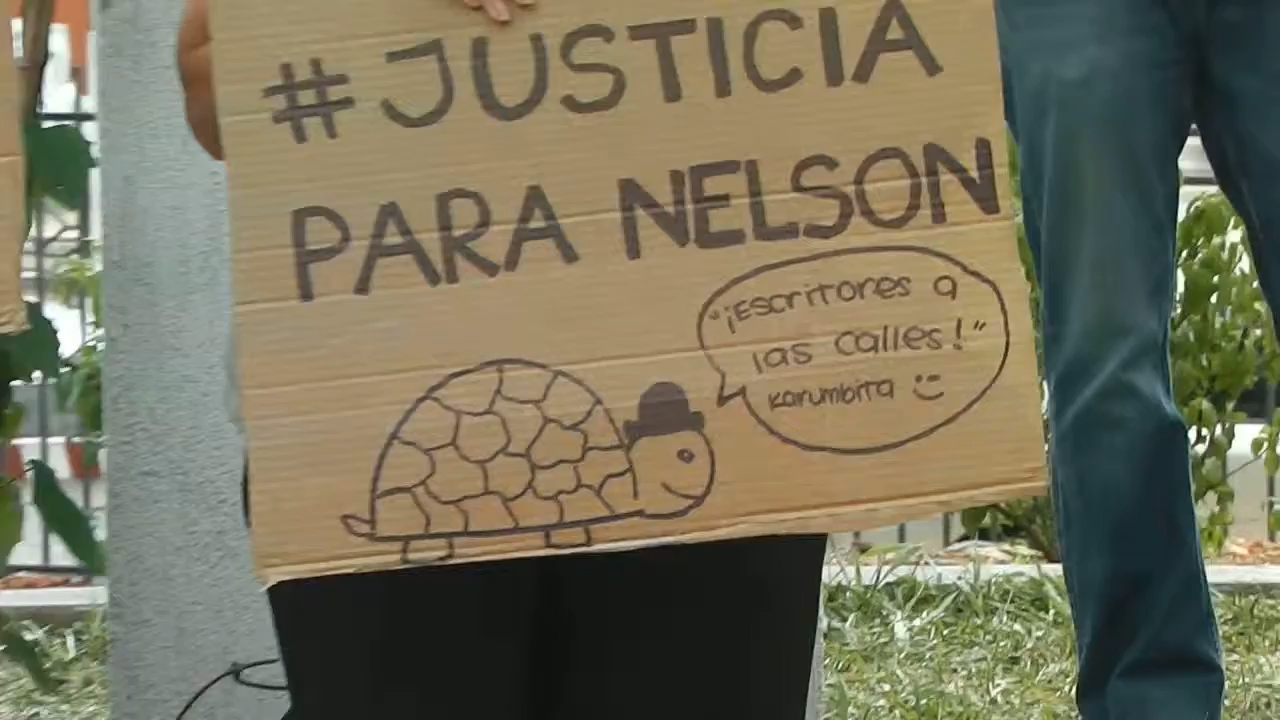 #JUSTICIA
PARA NELSON
"¡Escritores a
las calles!"
Karumbita